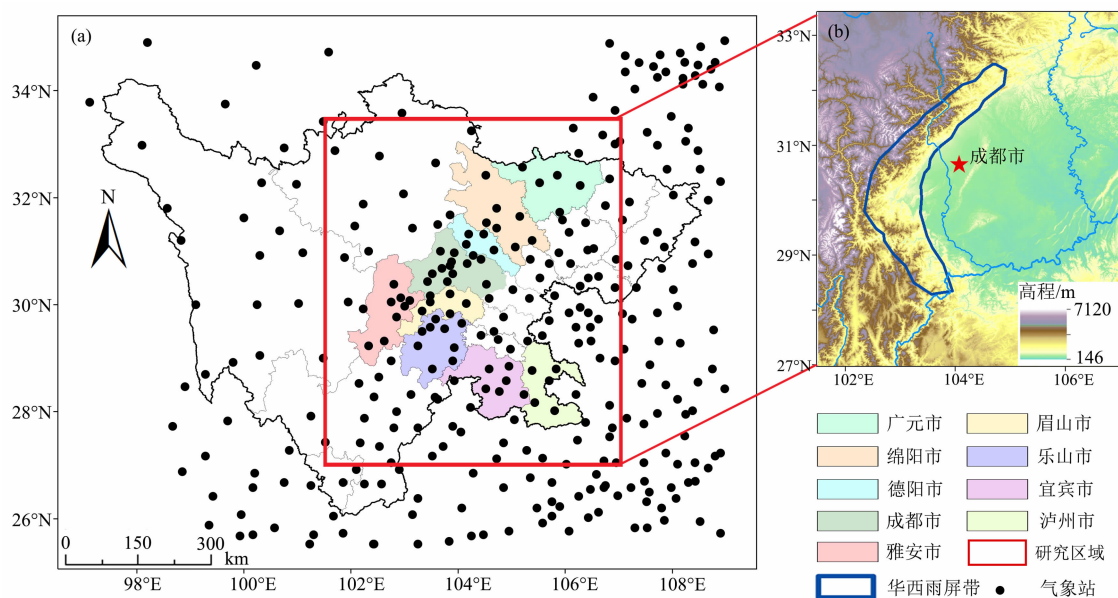 (a)
N
34°N
32°N
30°N
28°N
26°N
0 90 180 300
km
98°E 100°E 102°E 104°E 106°E 108°E
(b)
33°N
31°N
29°N
27°N
成都市
高程/m
7120
146
102°E 104°E 106°E
广元市 眉山市
绵阳市 乐山市
德阳市 宜宾市
成都市 泸州市
雅安市 研究区域
华西雨屏带 气象站